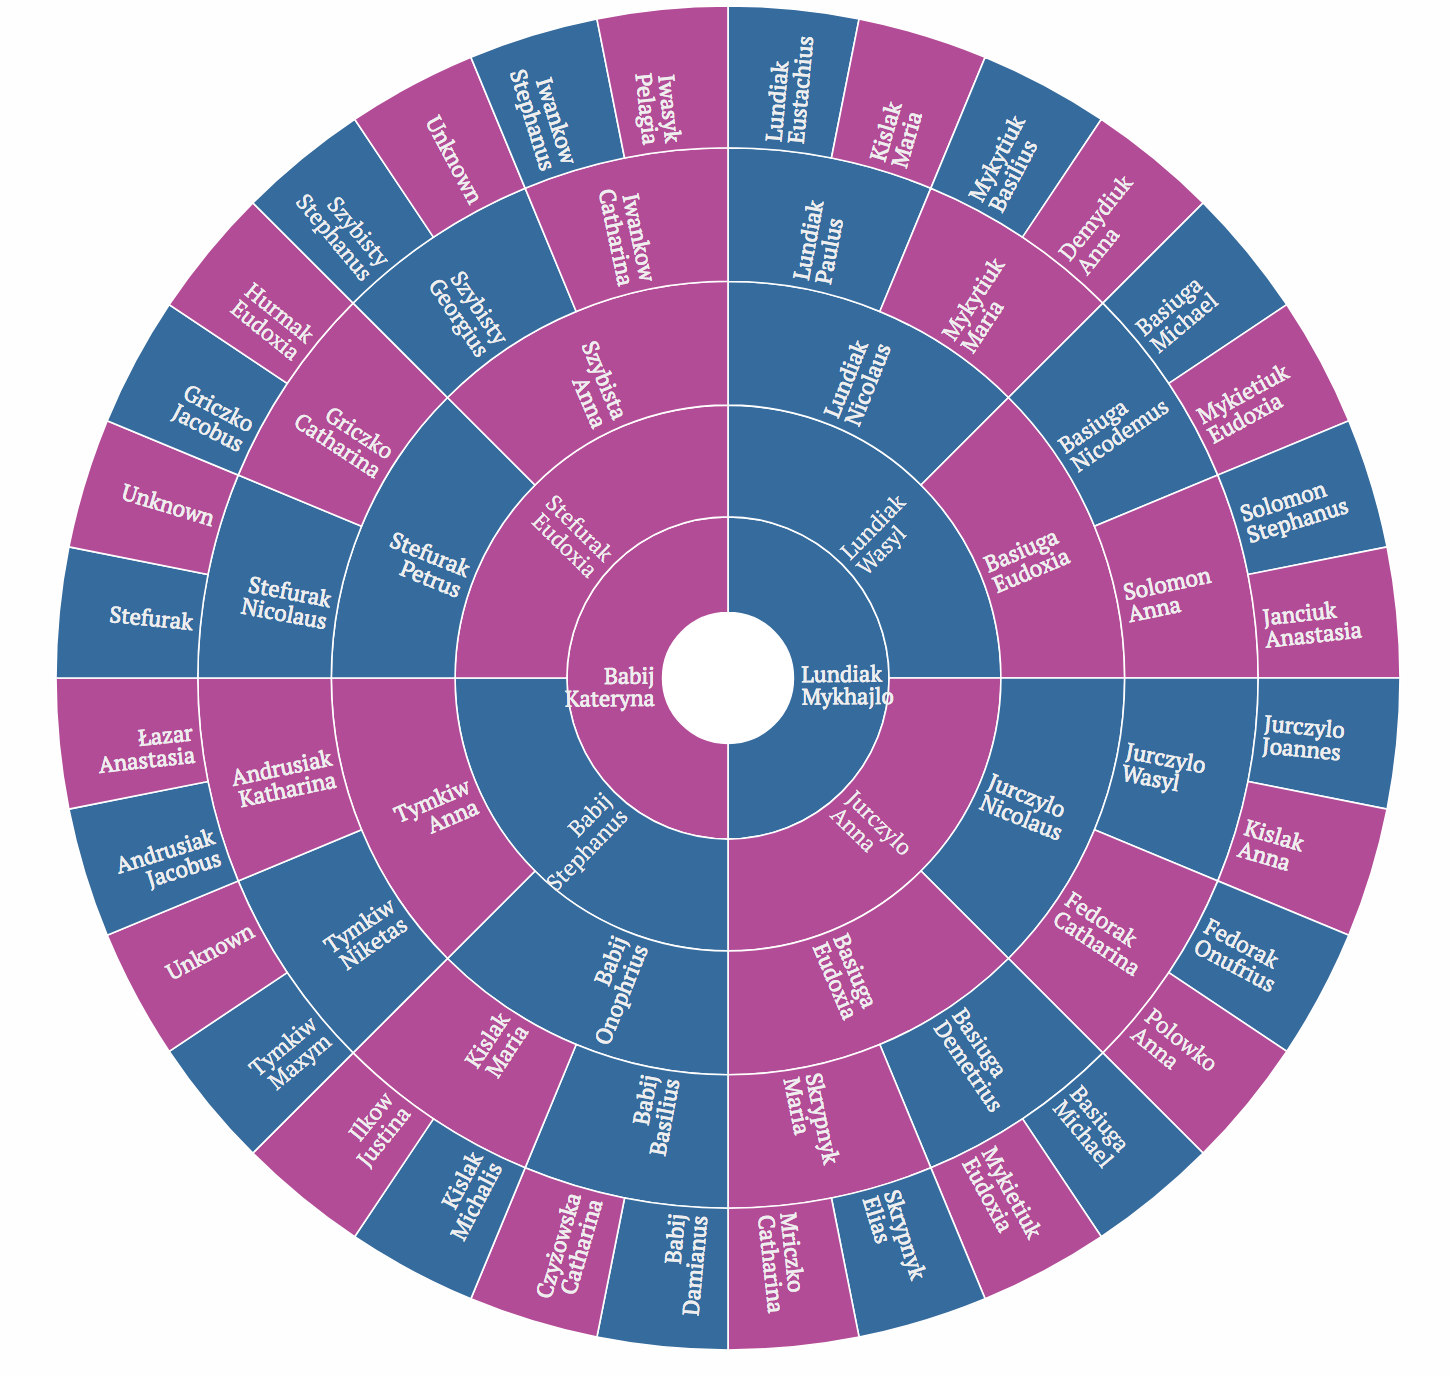 Lundiak
Mykhajlo
Babij
Kateryna
Lundiak
Wasyl
Jurczylo
Anna
Babij
Stephanus
Stefurak
Eudoxia
Lundiak
Nicolaus
Basiuga
Eudoxia
Jurczylo
Nicolaus
Basiuga
Eudoxia
Babij
Onophrius
Tymkiw
Anna
Stefurak
Petrus
Szybista
Anna
Lundiak
Paulus
Mykytiuk
Maria
Basiuga
Nicodemus
Solomon
Anna
Jurczylo
Wasyl
Fedorak
Catharina
Basiuga
Demetrius
Skrypnyk
Maria
Babij
Basilius
Kislak
Maria
Tymkiw
Niketas
Andrusiak
Katharina
Stefurak
Nicolaus
Griczko
Catharina
Szybisty
Georgius
Iwankow
Catharina
Lundiak
Eustachius
Kislak
Maria
Mykytiuk
Basilius
Demydiuk
Anna
Basiuga
Michael
Mykietiuk
Eudoxia
Solomon
Stephanus
Janciuk
Anastasia
Jurczylo
Joannes
Kislak
Anna
Fedorak
Onufrius
Polowko
Anna
Basiuga
Michael
Mykietiuk
Eudoxia
Skrypnyk
Elias
Mriczko
Catharina
Babij
Damianus
Czyżowska
Catharina
Kislak
Michalis
Ilkow
Justina
Tymkiw
Maxym
Unknown
Andrusiak
Jacobus
Łazar
Anastasia
Stefurak
Unknown
Griczko
Jacobus
Hurmak
Eudoxia
Szybisty
Stephanus
Unknown
Iwankow
Stephanus
Iwasyk
Pelagia